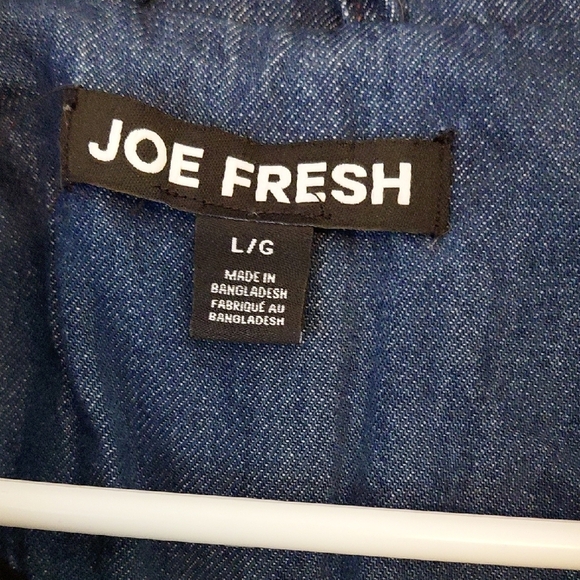 JOE FRESH
L/G
MADE IN
BANGLADESH
FABRIQUÉ AU
BANGLADESH